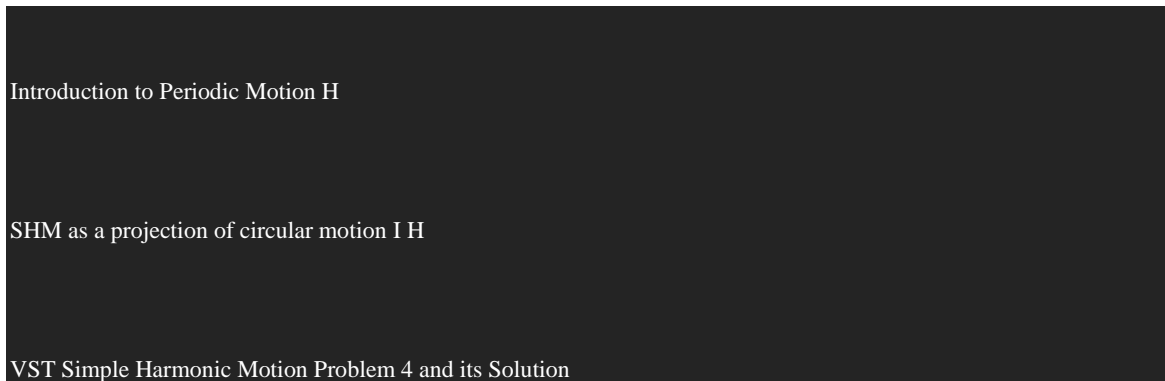 Introduction to Periodic Motion H
SHM as a projection of circular motion I H
VST Simple Harmonic Motion Problem 4 and its Solution